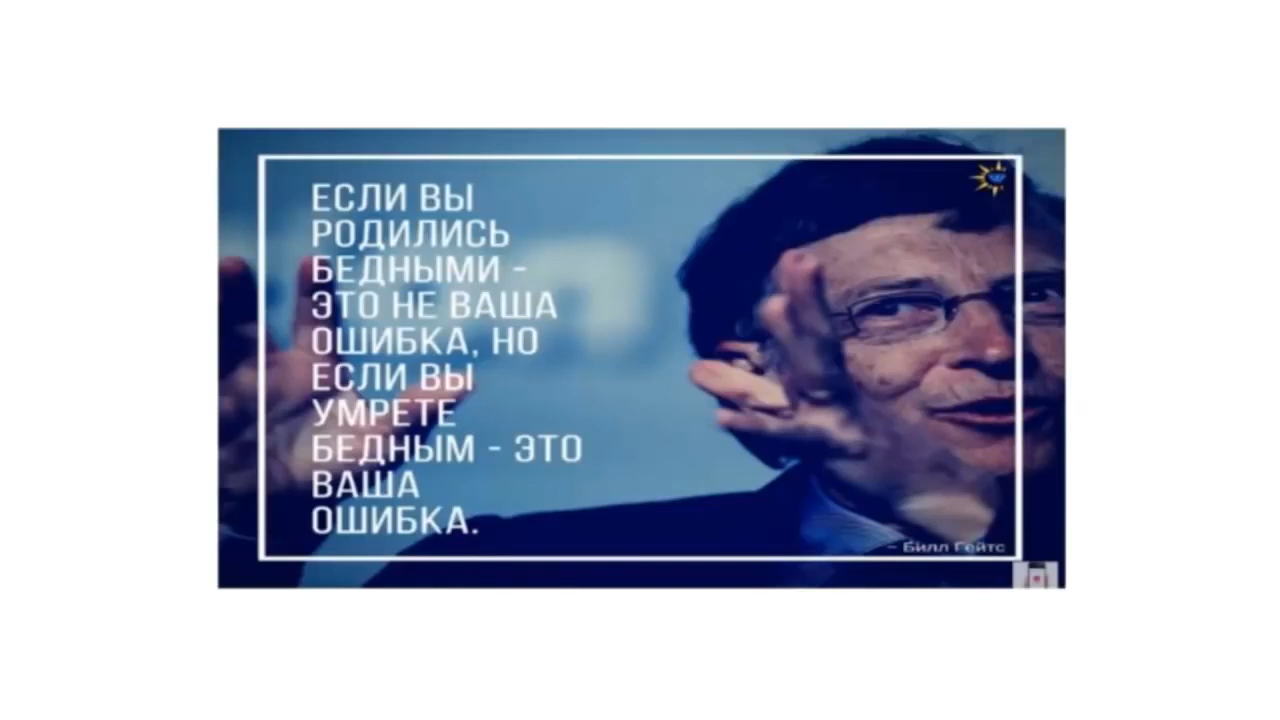 ЕСЛИ ВЫ
РОДИЛИСЬ
БЕДНЫМИ -
ЭТО НЕ ВАША
ОШИБКА, НО
ЕСЛИ ВЫ
УМРЕТЕ
БЕДНЫМ - ЭТО
ВАША
ОШИБКА.
- Билл Гейтс